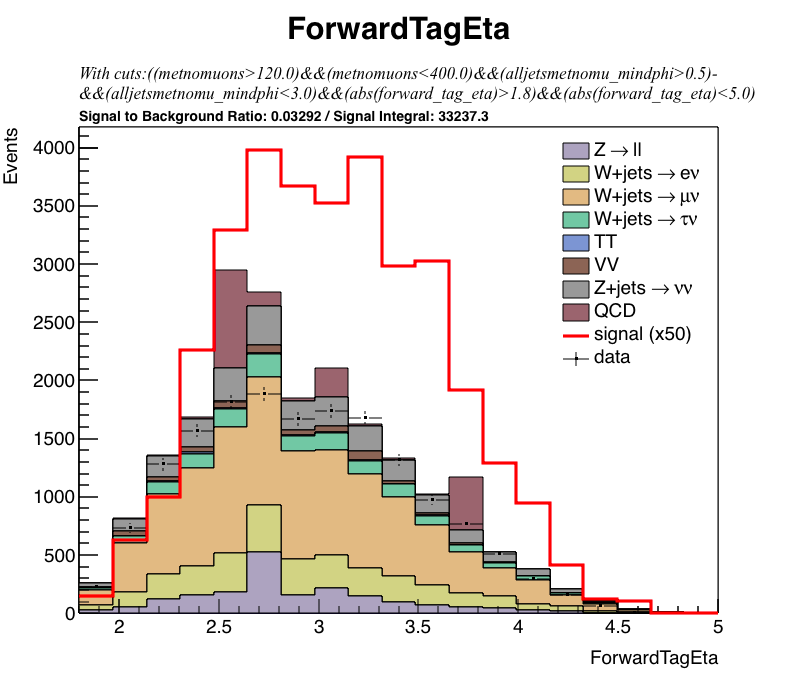 ForwardTagEta
With cuts:((metnomuons>120.0)&&(metnomuons<400.0)&&(alljetsmetnomu_mindphi>0.5)-
&&(alljetsmetnomu_mindphi<3.0)&&(abs(forward_tag_eta)>1.8)&&(abs(forward_tag_eta)<5.0)
Signal to Background Ratio: 0.03292 / Signal Integral: 33237.3
Events
4000
3500
3000
2500
2000
1500
1000
500
0
Z→ll
W+jets→eν
W+jets→μν
W+jets→τν
TT
VV
Z+jets→νν
QCD
signal (x50)
data
2 2.5 3 3.5 4 4.5 5
ForwardTagEta